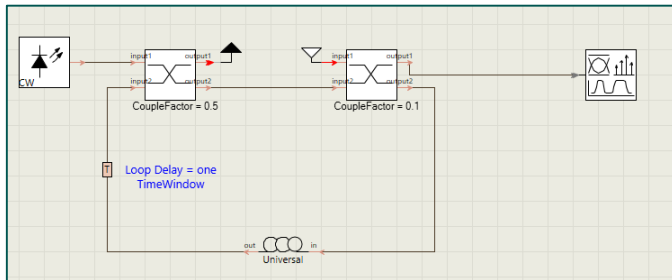 CW
input1
output1
input2
output2
CoupleFactor = 0.5
input1
output1
input2
output2
CoupleFactor = 0.1
T
Loop Delay = one
TimeWindow
out
in
Universal